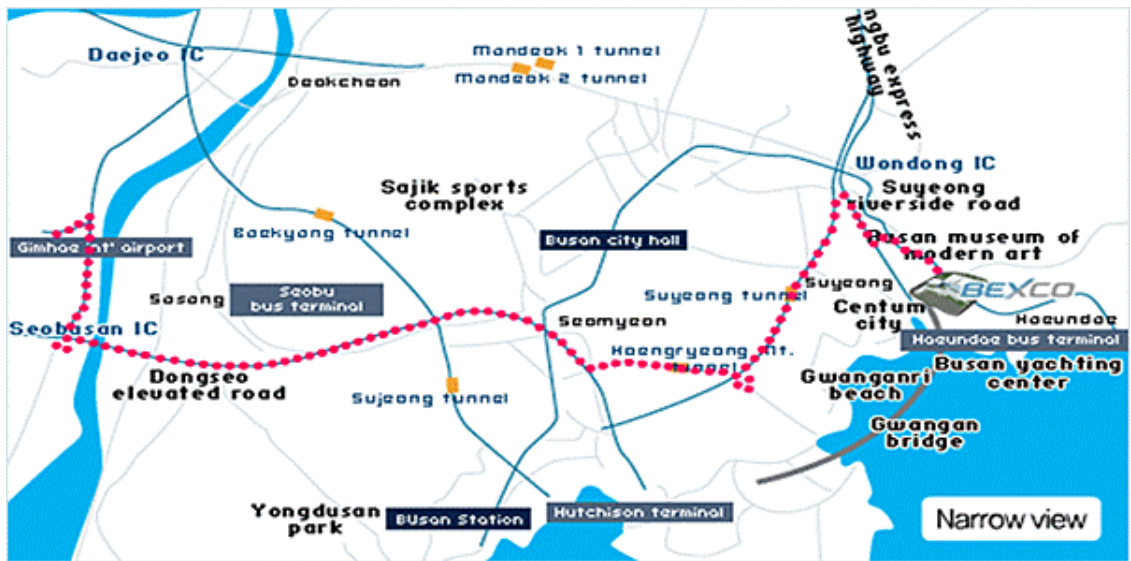 Daejeo IC
Mandeok 1 tunnel
Mandeok 2 tunnel
Deokcheon
ngbu express
highway
Wondong IC
Sajik sports
complex
Suyeong
riverside road
Baekyang tunnel
Gimhae int' airport
Busan city hall
Busan museum of
modern art
Sasang
Seobu
bus terminal
Suyeong tunnel
Suyeong
BEXCO
Seobusan IC
Seomyeon
Centum
city
Haeundae
Haeundae bus terminal
Haengryeong Mt.
tunnel
Dongseo
elevated road
Sujeong tunnel
Gwanganri
beach
Busan yachting
center
Gwangan
bridge
Yongdusan
park
BUsan Station
Hutchison terminal
Narrow view